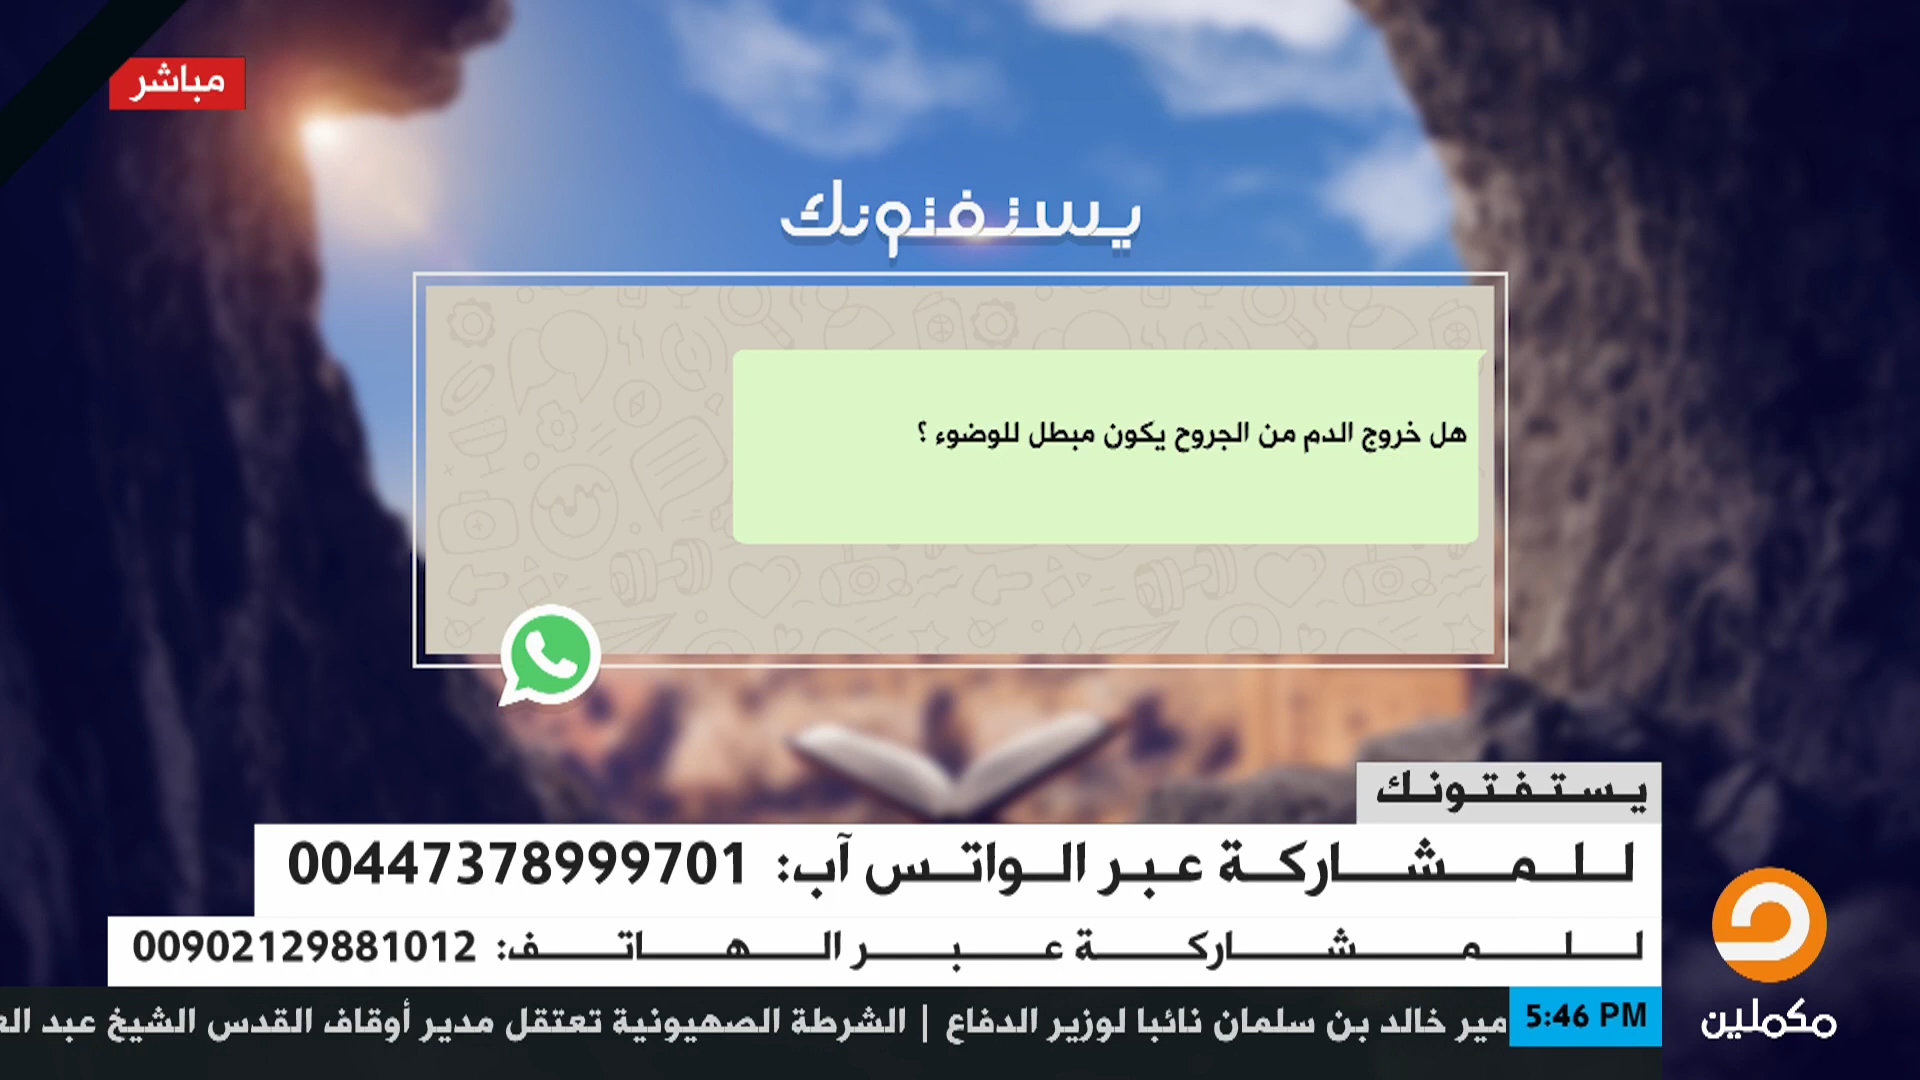 مباشر
يستفتونك
هل خروج الدم من الجروح يكون مبطل للوضوء ؟
يستفتونك
للمشاركة عبر الواتس آب: 00447378999701
للمشاركة عبر الهاتف: 00902129881012
5:46 PM
مير خالد بن سلمان نائبا لوزير الدفاع | الشرطة الصهيونية تعتقل مدير أوقاف القدس الشيخ عبد
مكملين